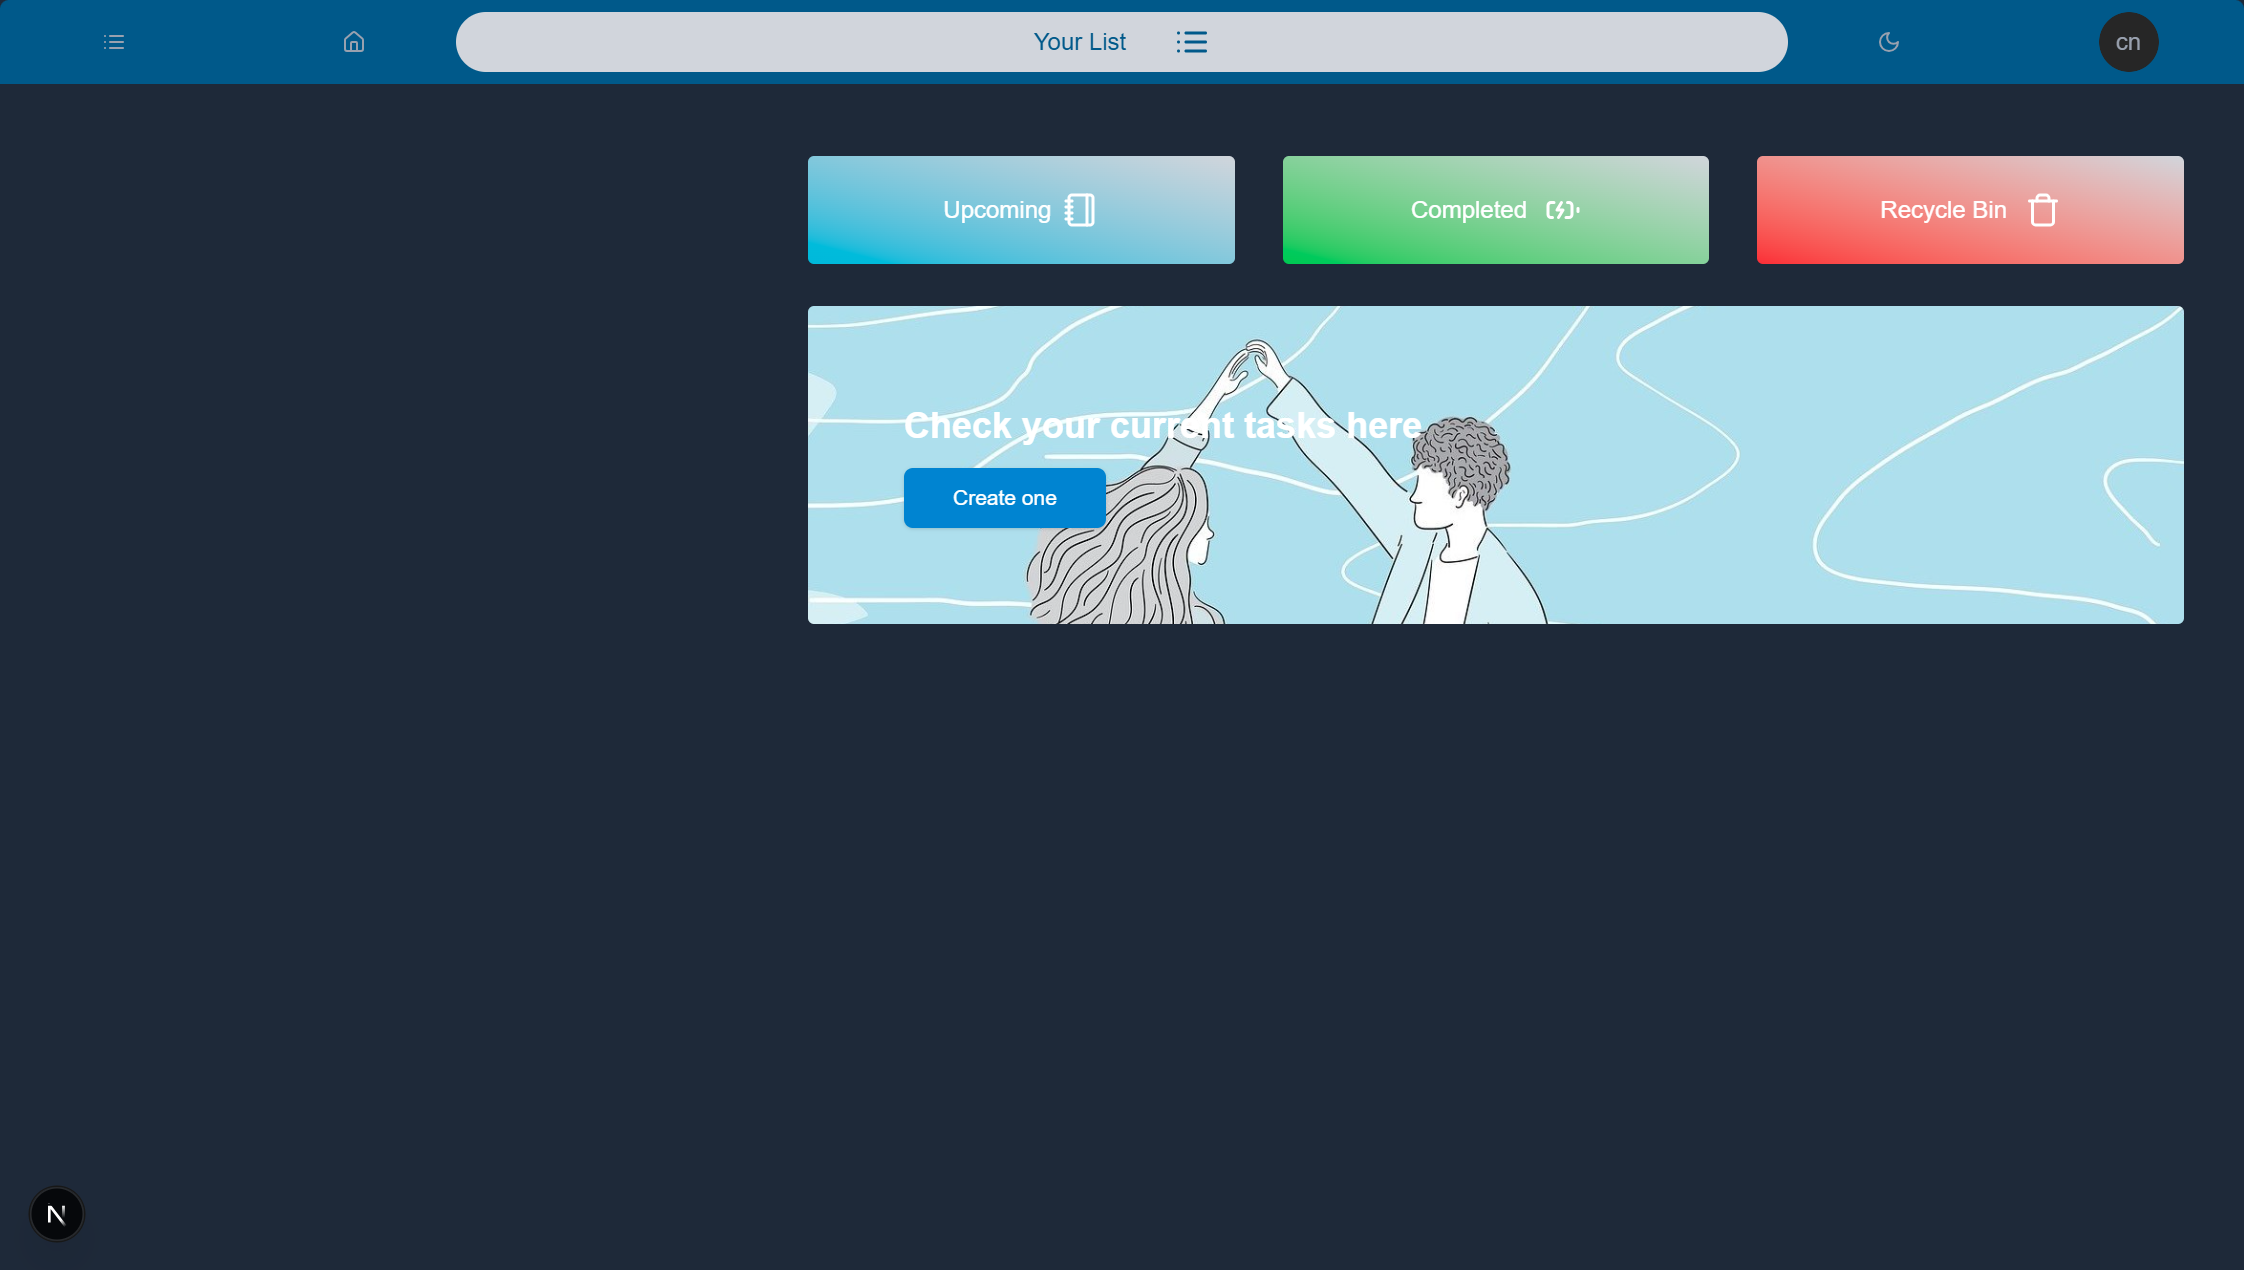 Your List
cn
Upcoming
Completed
Recycle Bin
Check your current tasks here
Create one
N